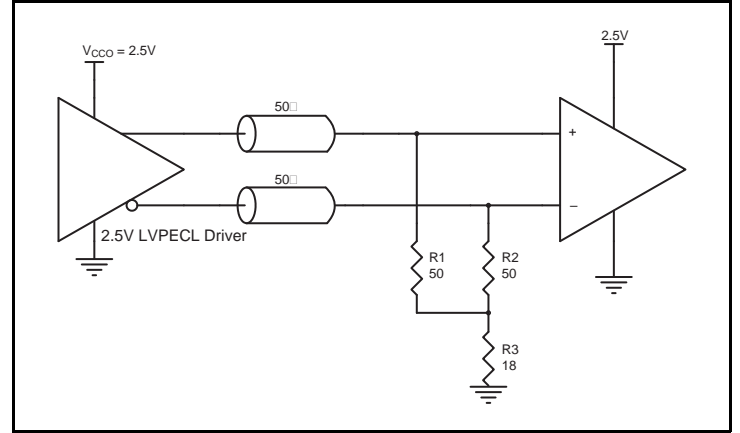 V_CCO = 2.5V
2.5V
50□
50□
+
–
2.5V LVPECL Driver
R1
50
R2
50
R3
18